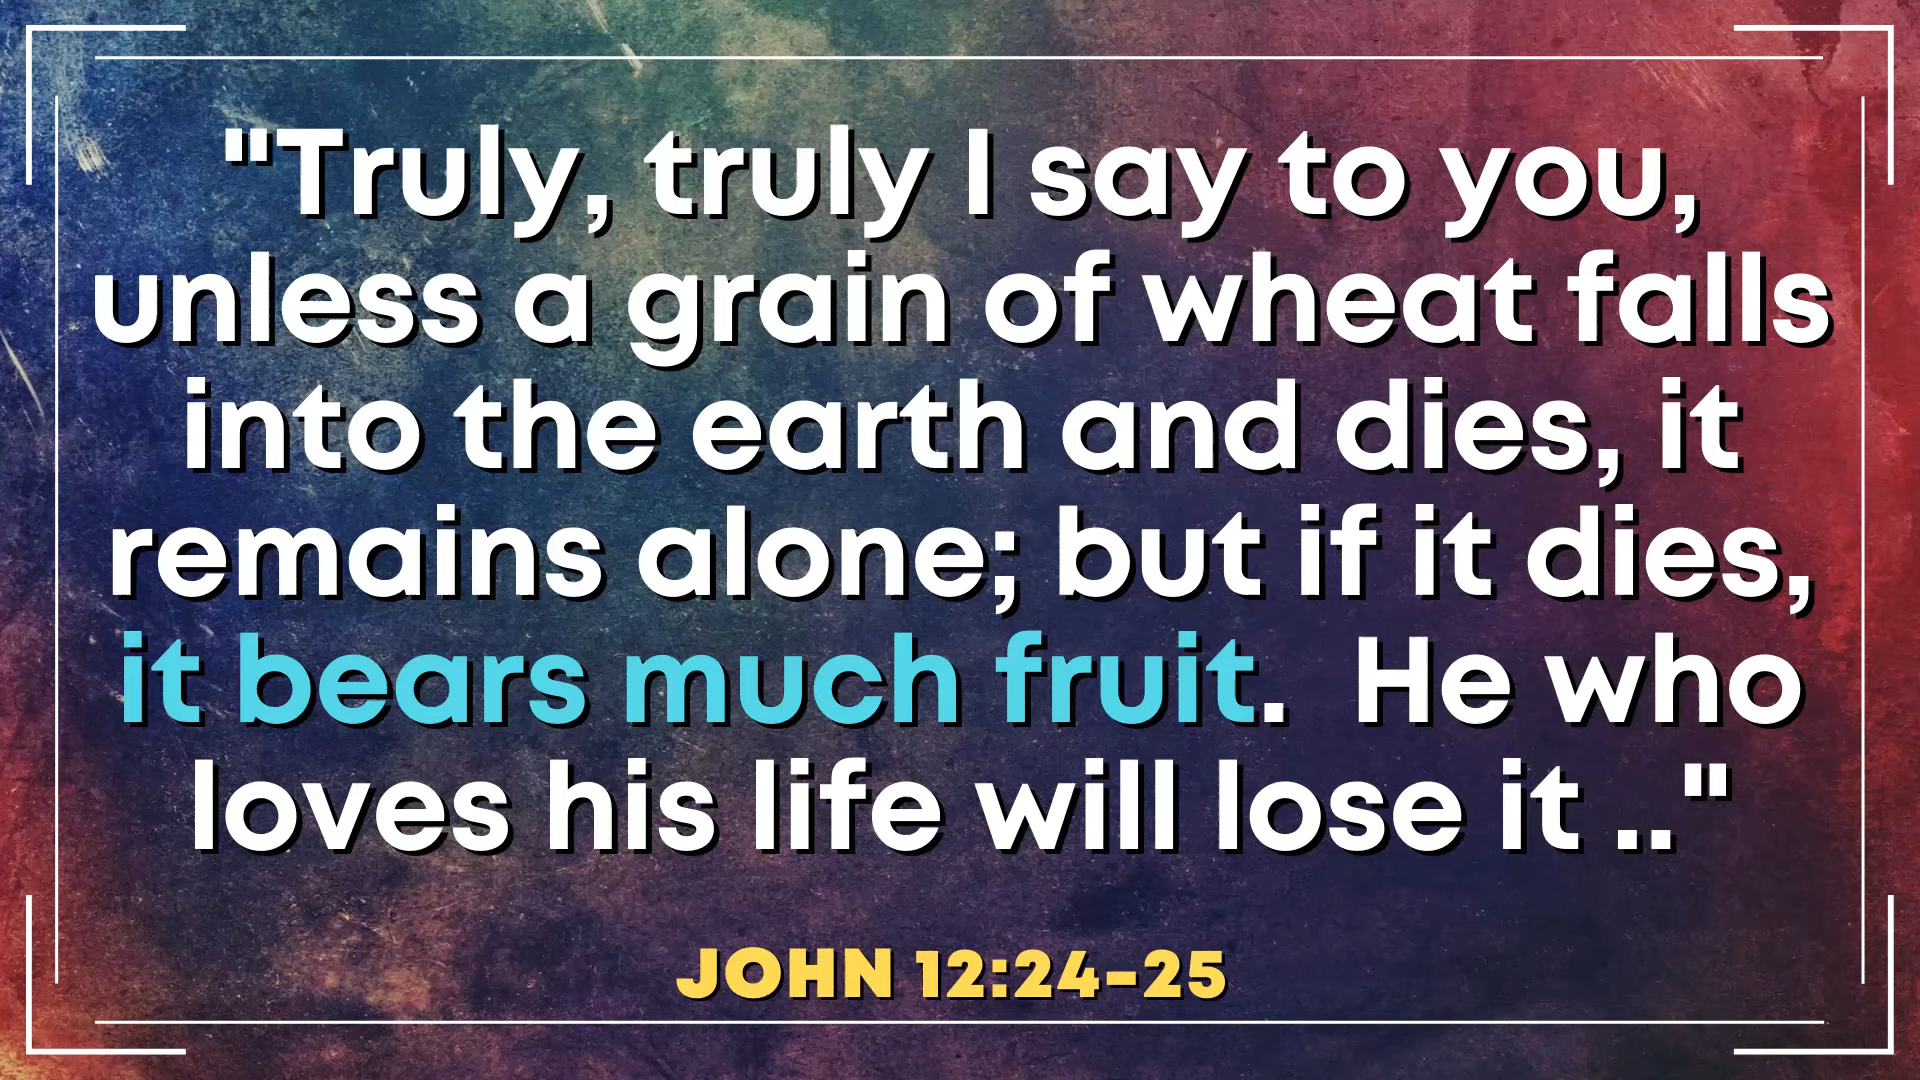 "Truly, truly I say to you,
unless a grain of wheat falls
into the earth and dies, it
remains alone; but if it dies,
it bears much fruit.  He who
loves his life will lose it .."
JOHN 12:24-25